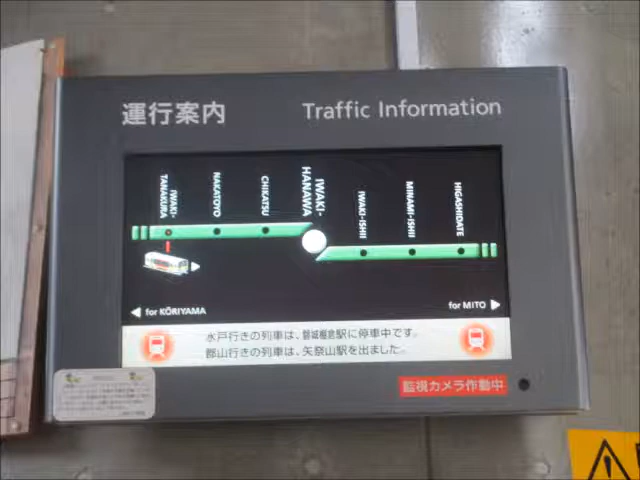 運行案内 Traffic Information
IWAKI-TANAKURA
NAKATOYO
CHIKATSU
IWAKI-HANAWA
IWAKI-ISHII
MINAMI-ISHII
HIGASHIDATE
◀ for KŌRIYAMA
for MITO ▶
水戸行きの列車は、磐城棚倉駅に停車中です。
郡山行きの列車は、矢祭山駅を出ました。
監視カメラ作動中